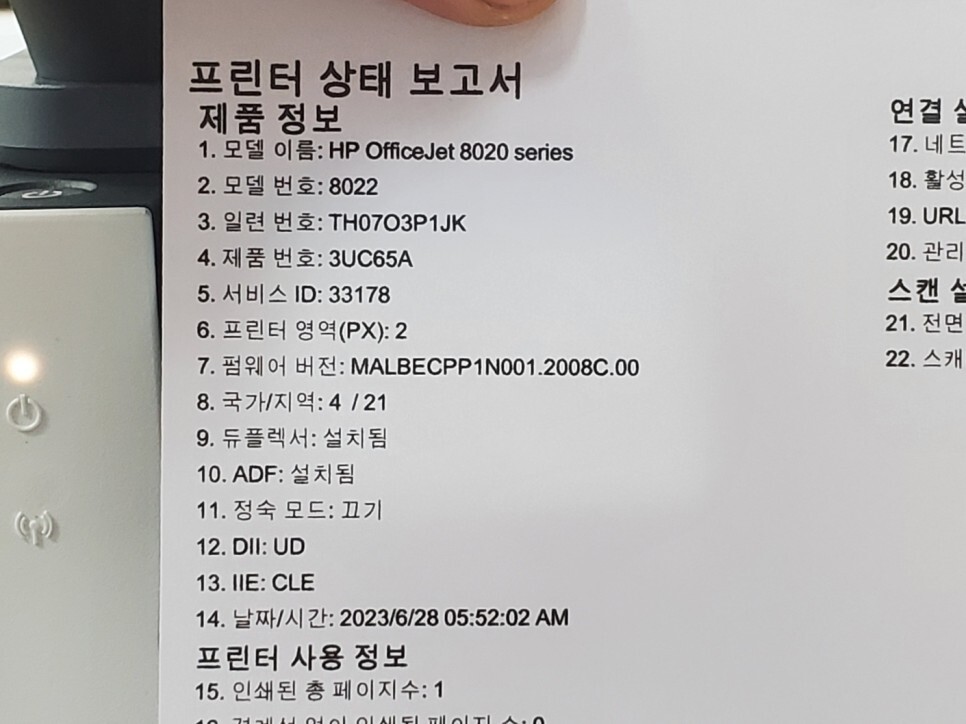 프린터 상태 보고서
제품 정보
1. 모델 이름: HP OfficeJet 8020 series
2. 모델 번호: 8022
3. 일련 번호: TH07O3P1JK
4. 제품 번호: 3UC65A
5. 서비스 ID: 33178
6. 프린터 영역(PX): 2
7. 펌웨어 버전: MALBECPP1N001.2008C.00
8. 국가/지역: 4 / 21
9. 듀플렉서: 설치됨
10. ADF: 설치됨
11. 정숙 모드: 끄기
12. DII: UD
13. IIE: CLE
14. 날짜/시간: 2023/6/28 05:52:02 AM
프린터 사용 정보
15. 인쇄된 총 페이지수: 1
연결
17. 네트
18. 활성
19. URL
20. 관리
스캔
21. 전면
22. 스캐